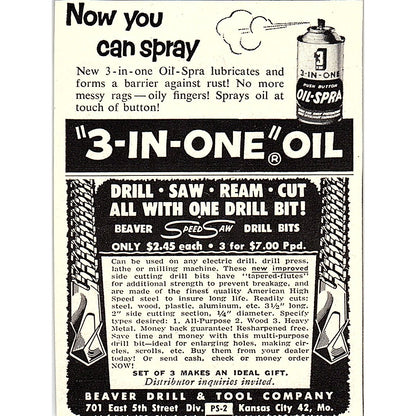 Now you
can spray
New 3-in-one Oil-Spra lubricates and
forms a barrier against rust! No more
messy rags—oily fingers! Sprays oil at
touch of button!
3
3-IN-ONE
PUSH BUTTON
OIL-SPRA
"3-IN-ONE"® OIL
DRILL · SAW · REAM · CUT
ALL WITH ONE DRILL BIT!
BEAVER SpeedSaw DRILL BITS
ONLY $2.45 each · 3 for $7.00 Ppd.
Can be used on any electric drill, drill press,
lathe or milling machine. These new improved
side cutting drill bits have "tapered-flutes"
for additional strength to prevent breakage, and
are made of the finest quality American High
Speed steel to insure long life. Readily cuts:
steel, wood, plastic, aluminum, etc. 3½" long.
2" side cutting section, ¼" diameter. Specify
types desired: 1. All-Purpose 2. Wood 3. Heavy
Metal. Money back guarantee! Resharpened free.
Save time and money with this multi-purpose
drill bit—ideal for enlarging holes, making cir-
cles, scrolls, etc. Buy them from your dealer
today! Or send cash, check or money order
NOW!
SET OF 3 MAKES AN IDEAL GIFT.
Distributor inquiries invited.
BEAVER DRILL & TOOL COMPANY
701 East 5th Street Div. PS-2 Kansas City 42, Mo.